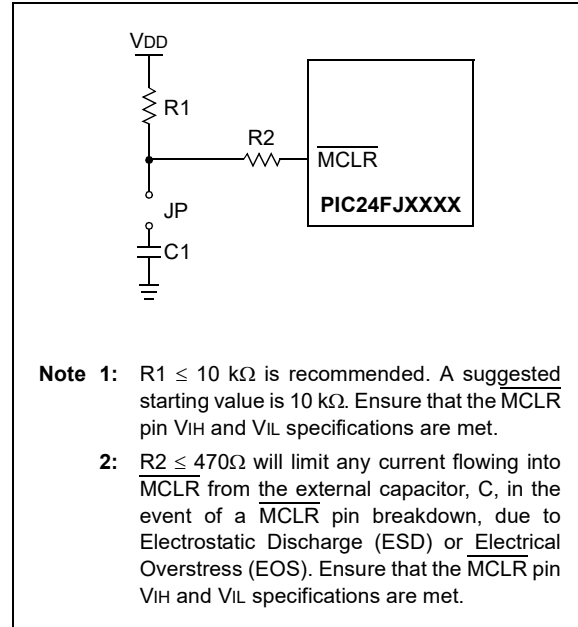 VDD
R1
R2
MCLR
PIC24FJXXXX
JP
C1
Note 1: R1 ≤ 10 kΩ is recommended. A suggested
starting value is 10 kΩ. Ensure that the MCLR
pin VIH and VIL specifications are met.
2: R2 ≤ 470Ω will limit any current flowing into
MCLR from the external capacitor, C, in the
event of a MCLR pin breakdown, due to
Electrostatic Discharge (ESD) or Electrical
Overstress (EOS). Ensure that the MCLR pin
VIH and VIL specifications are met.